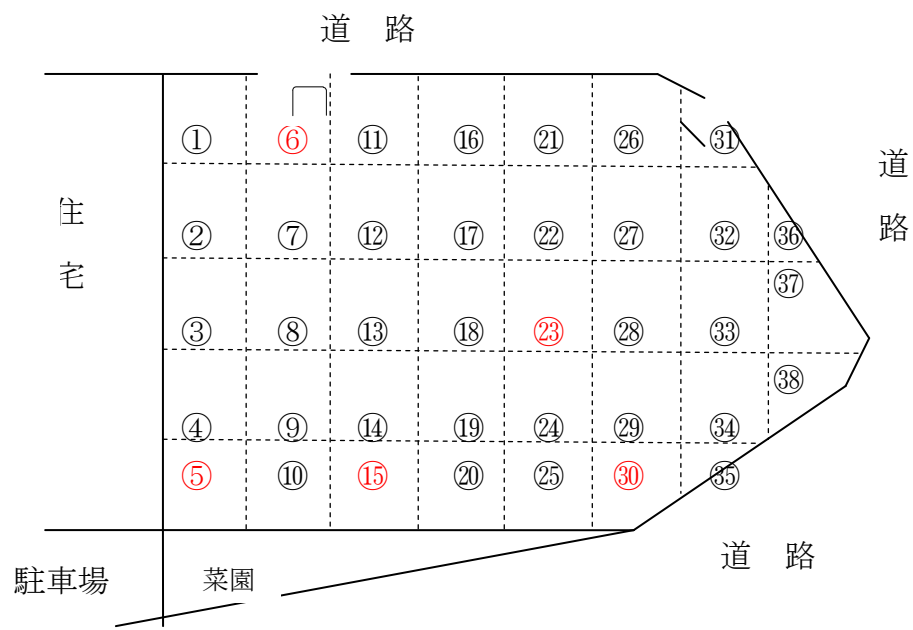 道 路
① ⑥ ⑪ ⑯ ㉑ ㉖ ㉛
道
路
住
宅
② ⑦ ⑫ ⑰ ㉒ ㉗ ㉜ ㊱
㊲
③ ⑧ ⑬ ⑱ ㉓ ㉘ ㉝
㊳
④ ⑨ ⑭ ⑲ ㉔ ㉙ ㉞
⑤ ⑩ ⑮ ⑳ ㉕ ㉚ ㉟
道 路
駐車場 菜園